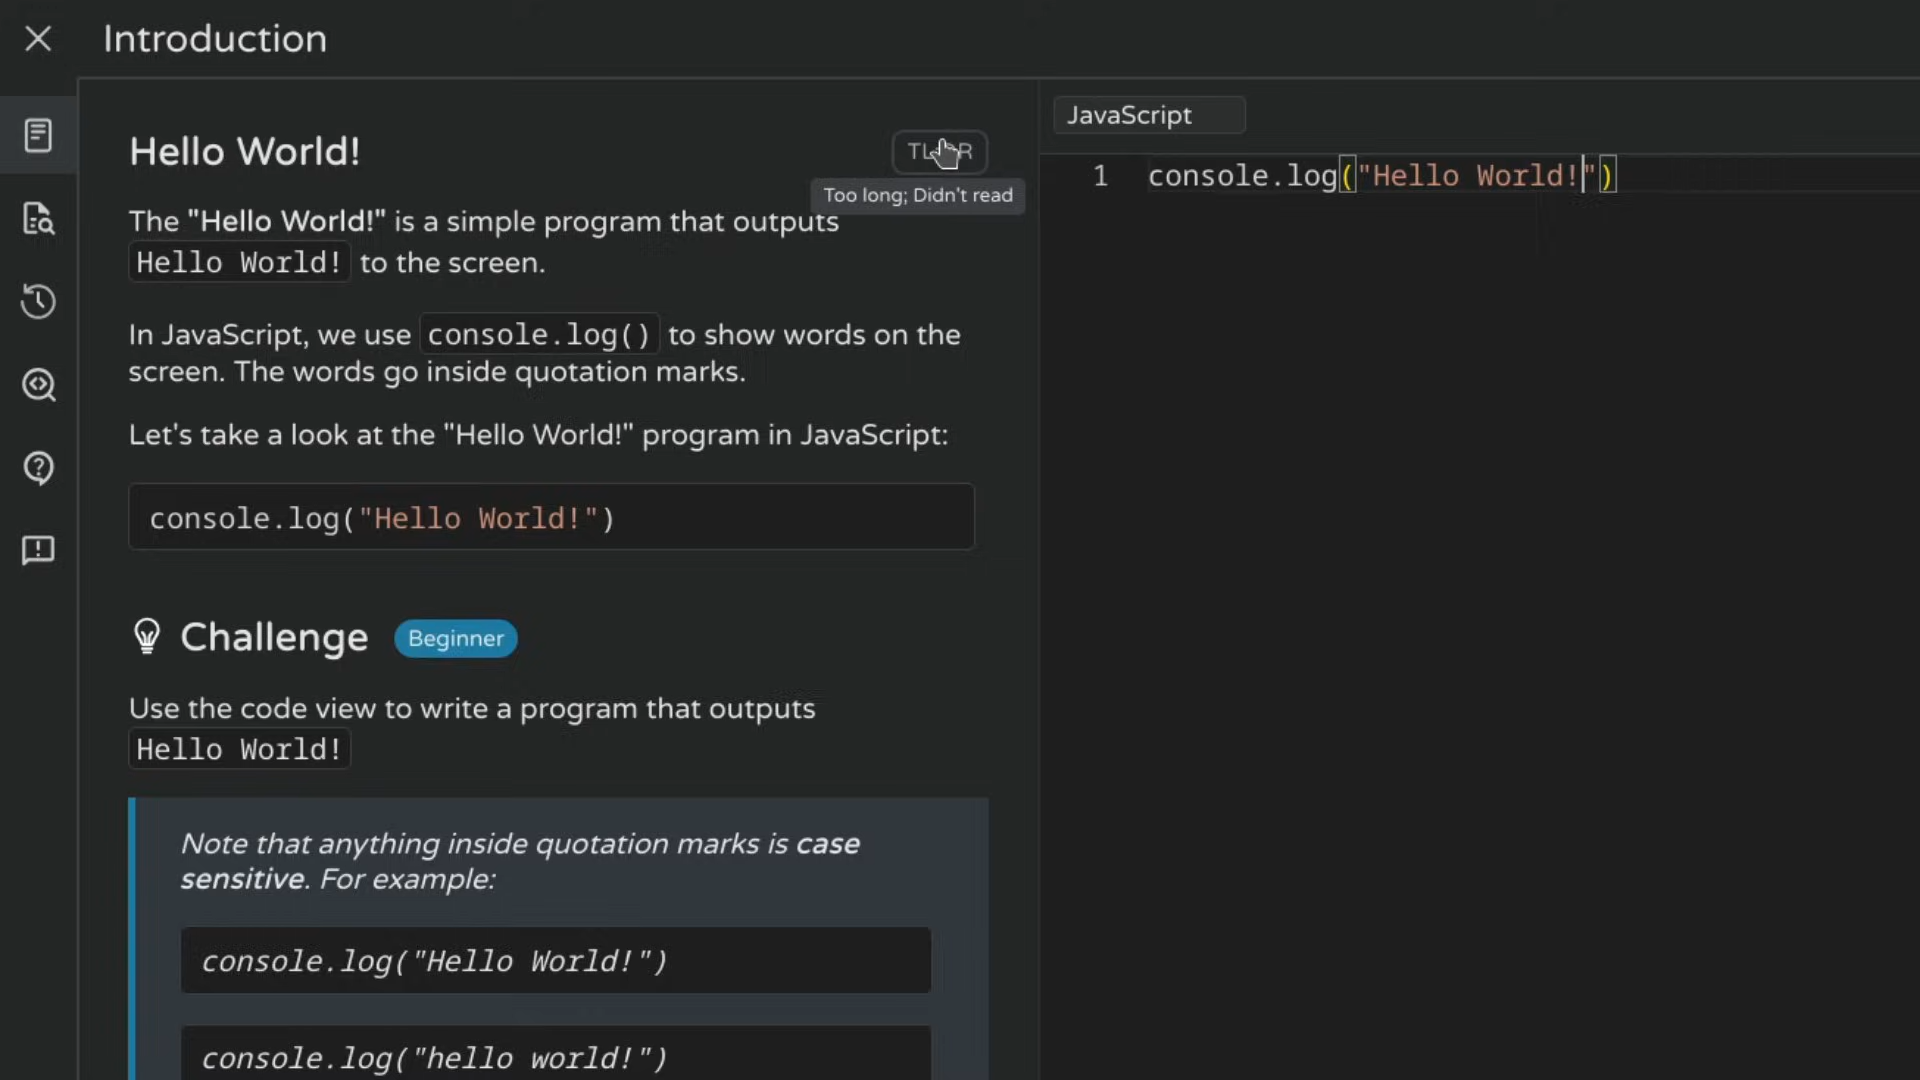 Introduction
Hello World!
Too long; Didn't read
The "Hello World!" is a simple program that outputs
Hello World! to the screen.
In JavaScript, we use console.log() to show words on the
screen. The words go inside quotation marks.
Let's take a look at the "Hello World!" program in JavaScript:
console.log("Hello World!")
Challenge Beginner
Use the code view to write a program that outputs
Hello World!
Note that anything inside quotation marks is case
sensitive. For example:
console.log("Hello World!")
console.log("hello world!")
JavaScript
1 console.log("Hello World!")